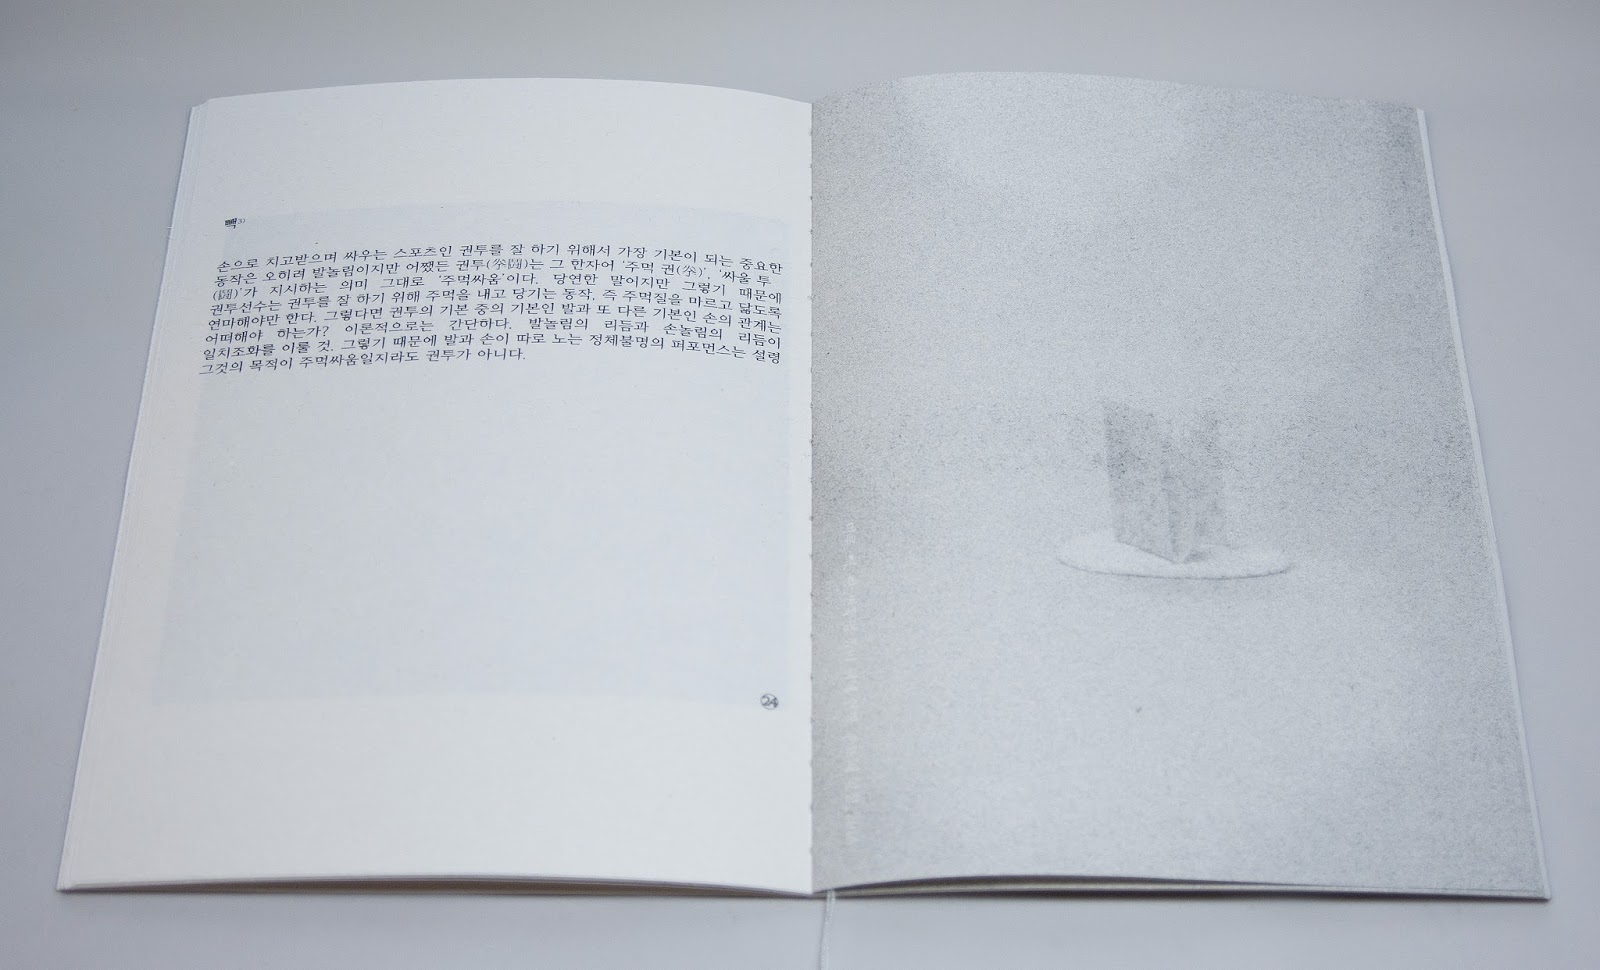 빽3)
손으로 치고받으며 싸우는 스포츠인 권투를 잘 하기 위해서 가장 기본이 되는 중요한
동작은 오히려 발놀림이지만 어쨌든 권투(拳鬪)는 그 한자어 ‘주먹 권(拳)’, ‘싸울 투
(鬪)’가 지시하는 의미 그대로 ‘주먹싸움’이다. 당연한 말이지만 그렇기 때문에
권투선수는 권투를 잘 하기 위해 주먹을 내고 당기는 동작, 즉 주먹질을 마르고 닳도록
연마해야만 한다. 그렇다면 권투의 기본 중의 기본인 발과 또 다른 기본인 손의 관계는
어떠해야 하는가? 이론적으로는 간단하다. 발놀림의 리듬과 손놀림의 리듬이
일치조화를 이룰 것. 그렇기 때문에 발과 손이 따로 노는 정체불명의 퍼포먼스는 설령
그것의 목적이 주먹싸움일지라도 권투가 아니다.
24